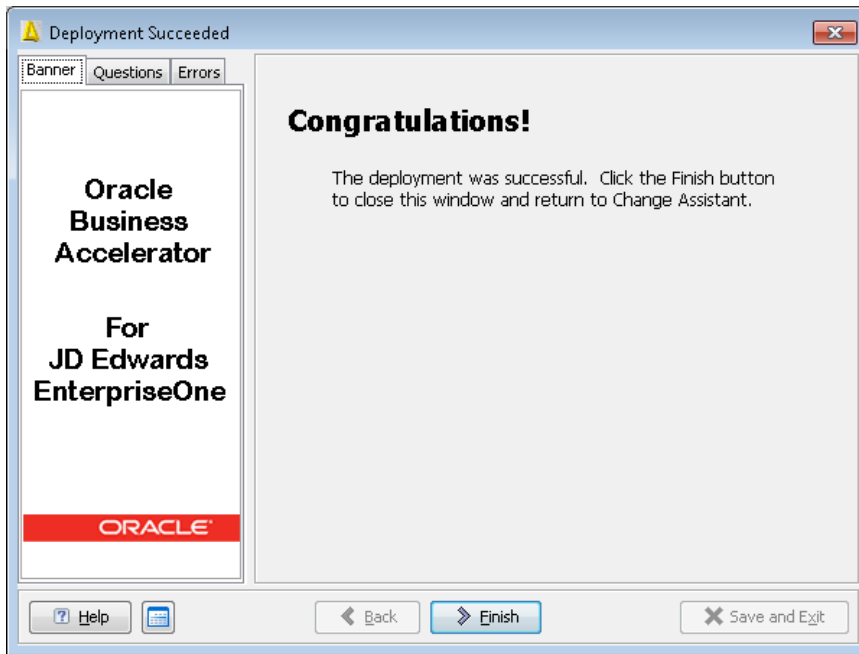 Deployment Succeeded
Banner Questions Errors
Oracle
Business
Accelerator
For
JD Edwards
EnterpriseOne
ORACLE
Congratulations!
The deployment was successful. Click the Finish button
to close this window and return to Change Assistant.
Help Back Finish Save and Exit